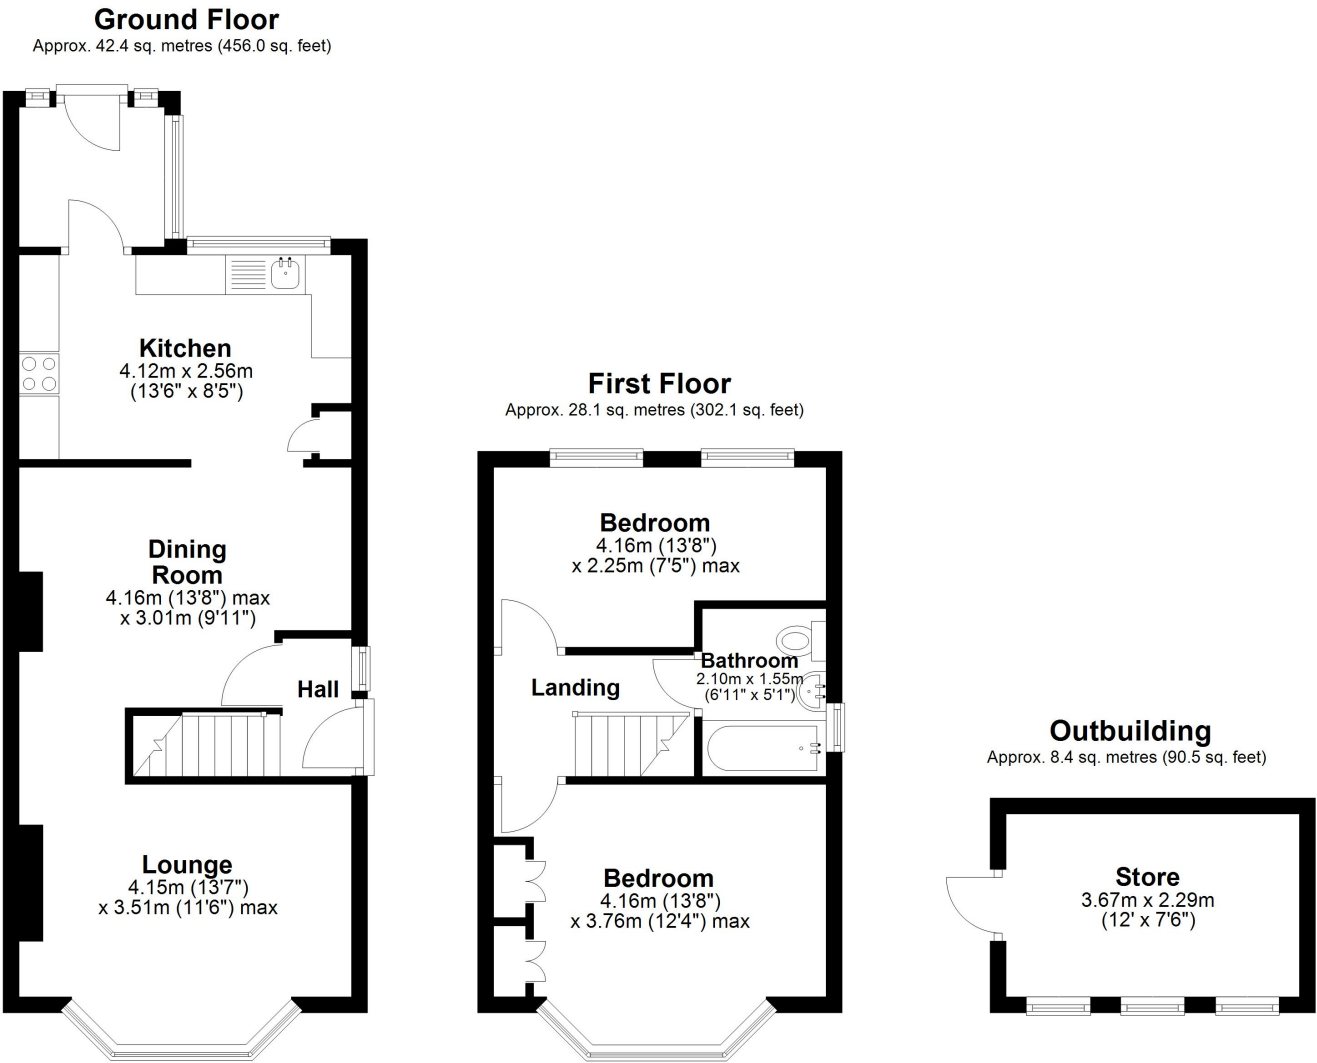 Ground Floor
Approx. 42.4 sq. metres (456.0 sq. feet)
Kitchen
4.12m x 2.56m
(13'6" x 8'5")
Dining
Room
4.16m (13'8") max
x 3.01m (9'11")
Hall
Lounge
4.15m (13'7")
x 3.51m (11'6") max
First Floor
Approx. 28.1 sq. metres (302.1 sq. feet)
Bedroom
4.16m (13'8")
x 2.25m (7'5") max
Bathroom
2.10m x 1.55m
(6'11" x 5'1")
Landing
Bedroom
4.16m (13'8")
x 3.76m (12'4") max
Outbuilding
Approx. 8.4 sq. metres (90.5 sq. feet)
Store
3.67m x 2.29m
(12' x 7'6")